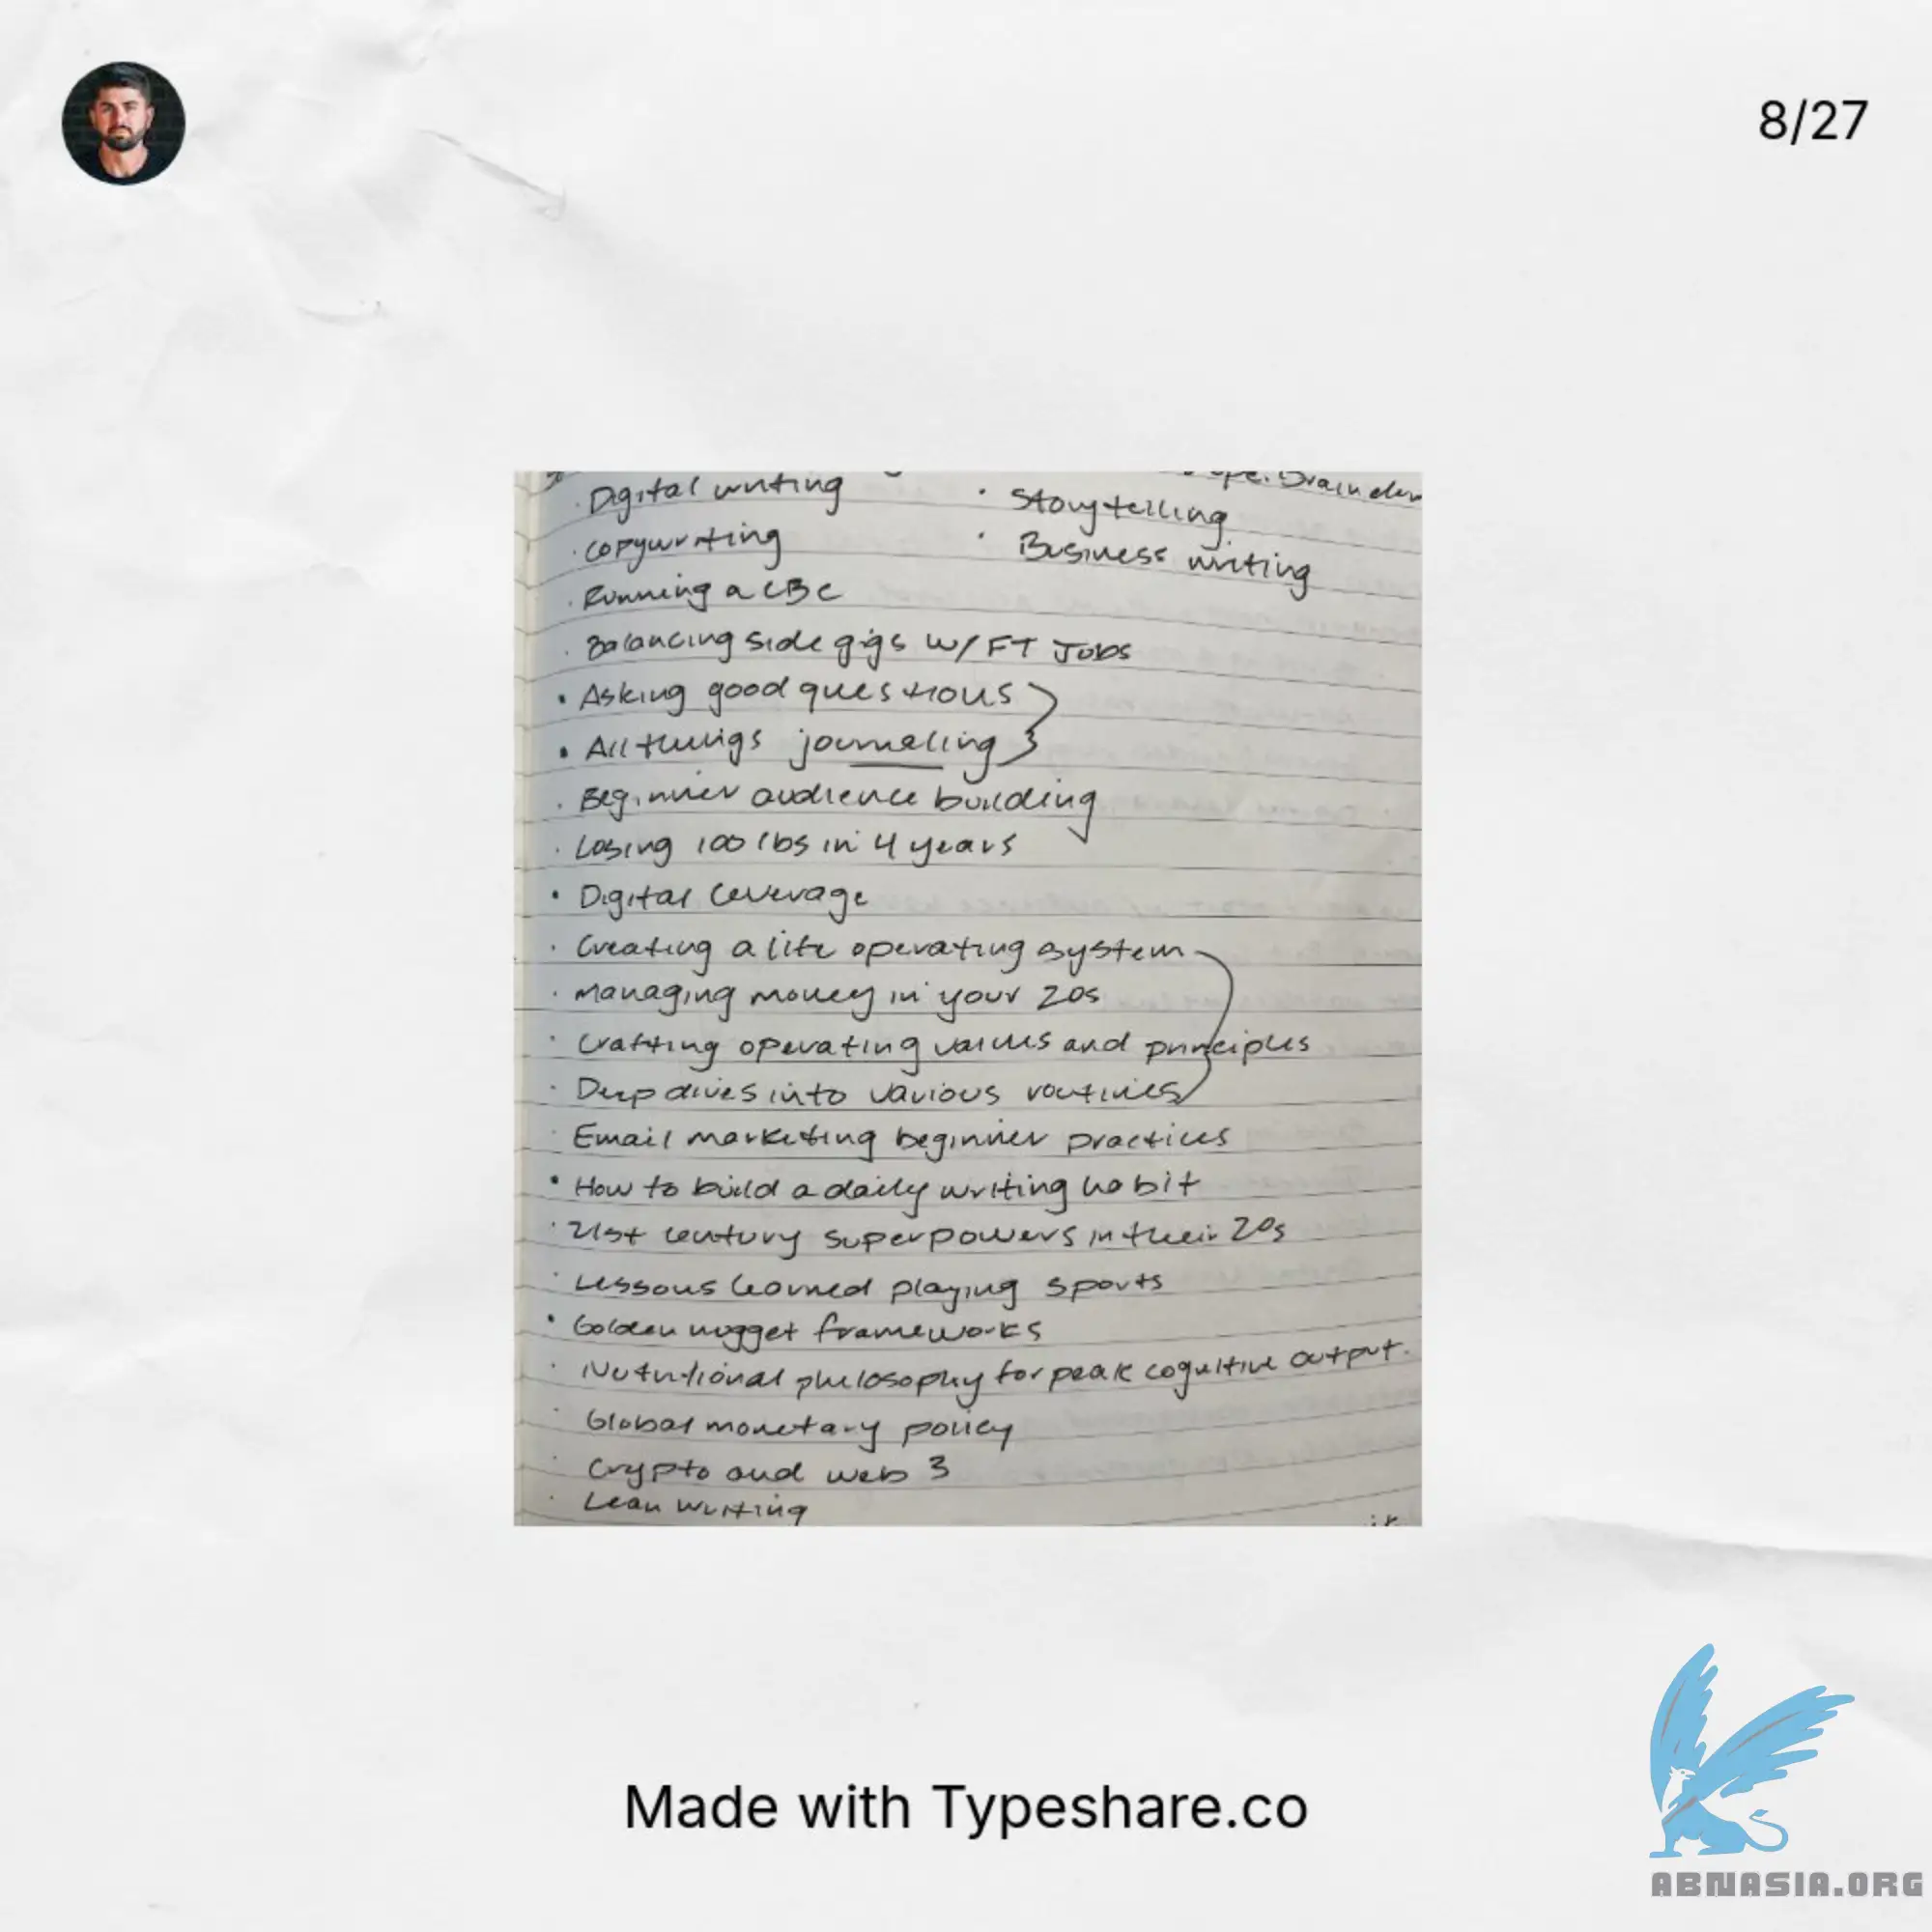 8/27
Brain
Digital writing
Storytelling
copywriting
Business writing
Running a CBC
Balancing side gigs w/ FT Jobs
Asking good questions
All things journaling
Beginner audience building
Losing 100 lbs in 4 years
Digital leverage
Creating a life operating system
Managing money in your 20s
Crafting operating values and principles
Deep dives into various routines
Email marketing beginner practices
How to build a daily writing habit
21st century superpowers in their 20s
Lessons learned playing sports
Golden nugget frameworks
Nutritional philosophy for peak cognitive output.
Global monetary policy
Crypto and web 3
Lean writing
Made with Typeshare.co
ABNASIA.ORG